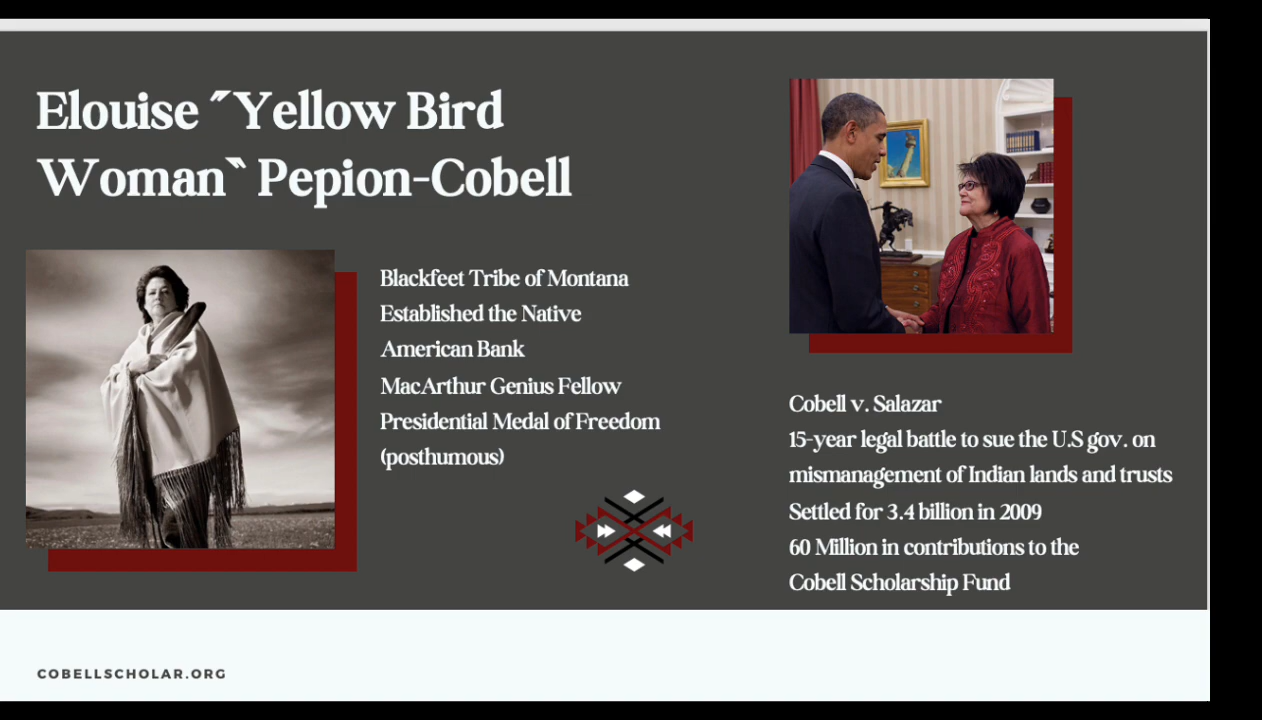 Elouise ˝Yellow Bird
Woman‶ Pepion-Cobell
Blackfeet Tribe of Montana
Established the Native
American Bank
MacArthur Genius Fellow
Presidential Medal of Freedom
(posthumous)
Cobell v. Salazar
15-year legal battle to sue the U.S gov. on
mismanagement of Indian lands and trusts
Settled for 3.4 billion in 2009
60 Million in contributions to the
Cobell Scholarship Fund
COBELLSCHOLAR.ORG